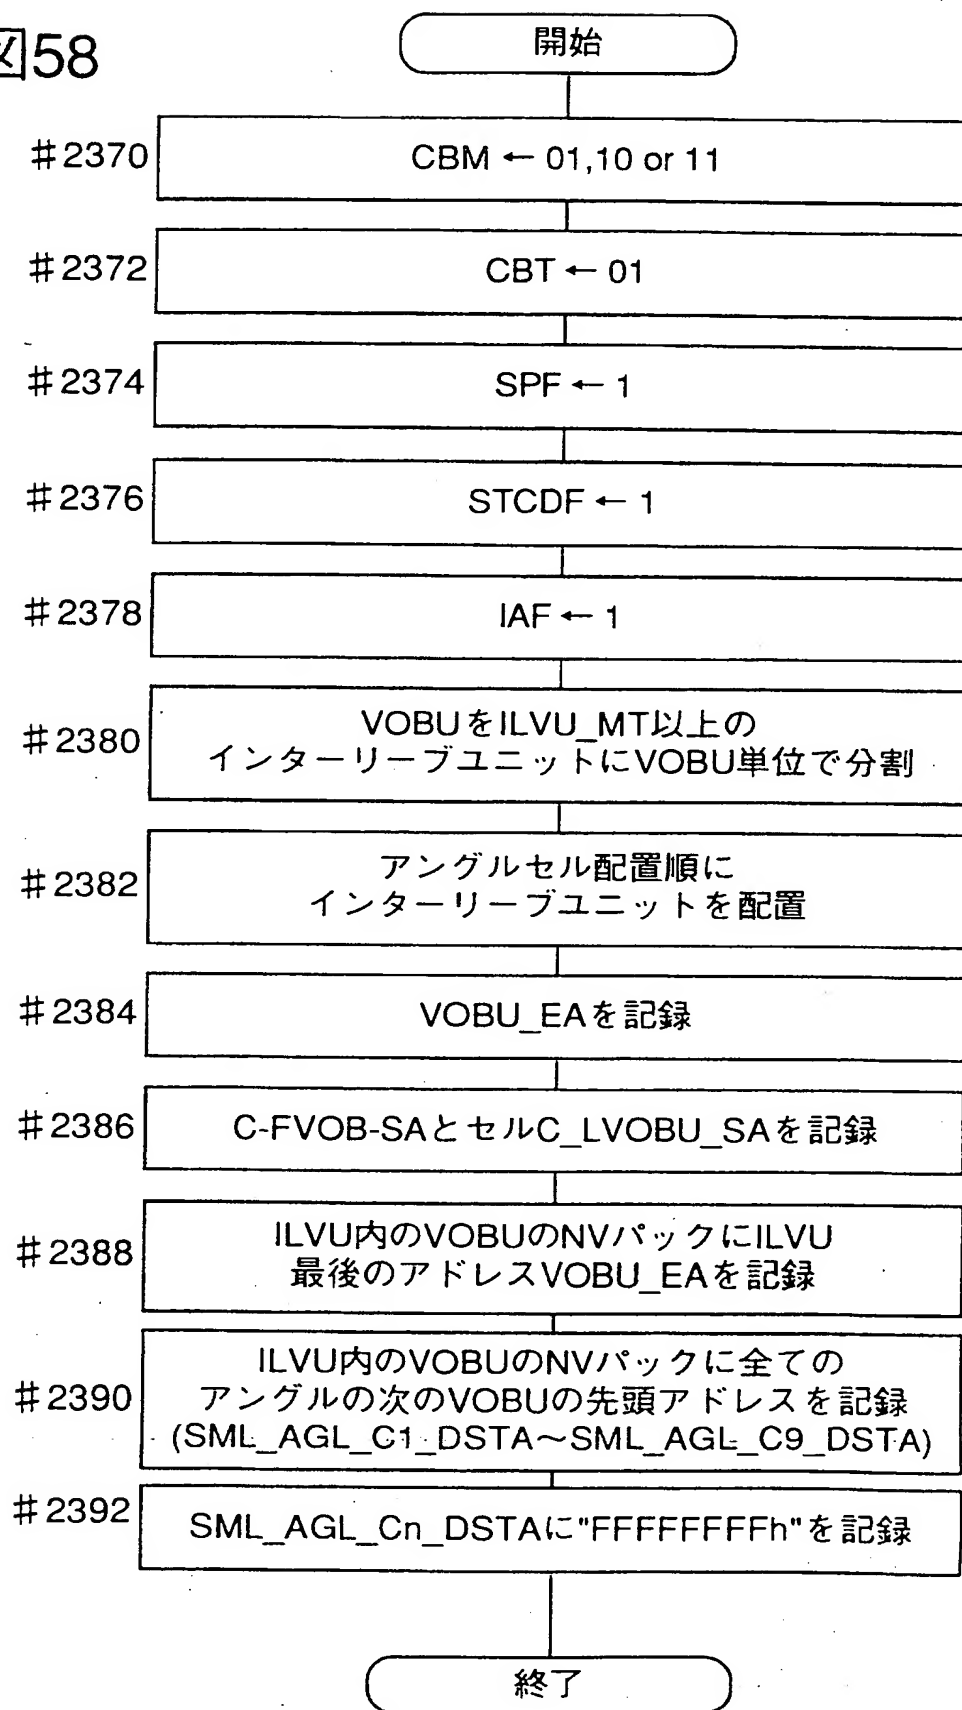 図58
開始
#2370
CBM ← 01,10 or 11
#2372
CBT ← 01
#2374
SPF ← 1
#2376
STCDF ← 1
#2378
IAF ← 1
#2380
VOBUをILVU_MT以上の
インターリーブユニットにVOBU単位で分割
#2382
アングルセル配置順に
インターリーブユニットを配置
#2384
VOBU_EAを記録
#2386
C-FVOB-SAとセルC_LVOBU_SAを記録
#2388
ILVU内のVOBUのNVパックにILVU
最後のアドレスVOBU_EAを記録
#2390
ILVU内のVOBUのNVパックに全ての
アングルの次のVOBUの先頭アドレスを記録
(SML_AGL_C1_DSTA～SML_AGL_C9_DSTA)
#2392
SML_AGL_Cn_DSTAに"FFFFFFFFh"を記録
終了